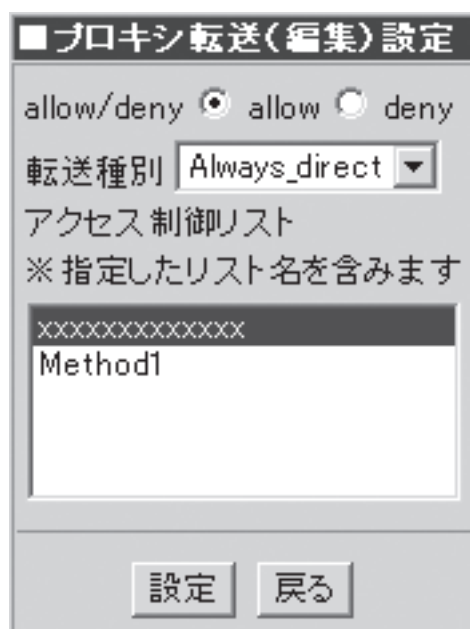 ■プロキシ転送(編集)設定
allow/deny allow deny
転送種別 Always_direct
アクセス制御リスト
※指定したリスト名を含みます
xxxxxxxxxxxxx
Method1
設定 戻る